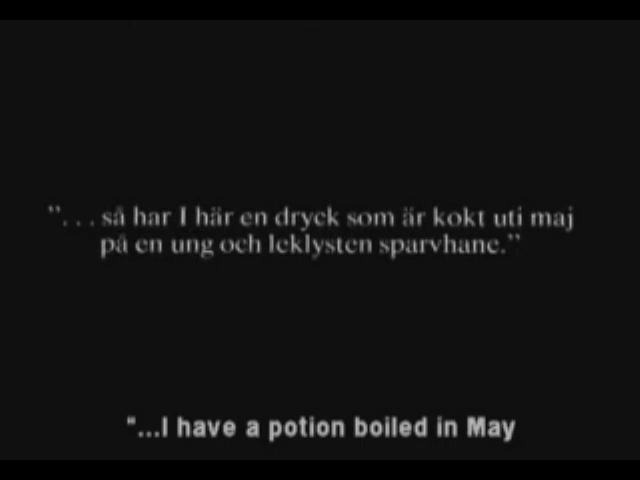 ”. . . så har I här en dryck som är kokt uti maj
på en ung och leklysten sparvhane.”
"...I have a potion boiled in May